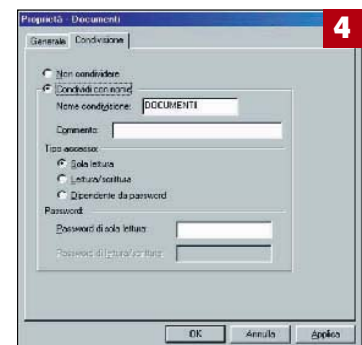 Proprietà - Documenti
4
Generale Condivisione
Non condividere
Condividi con nome
Nome condivisione: DOCUMENTI
Commento:
Tipo accesso:
Sola lettura
Lettura/scrittura
Dipendente da password
Password:
Password di sola lettura:
Password di lettura/scrittura:
OK Annulla Applica